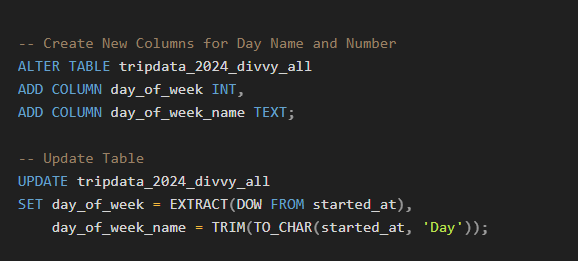 -- Create New Columns for Day Name and Number
ALTER TABLE tripdata_2024_divvy_all
ADD COLUMN day_of_week INT,
ADD COLUMN day_of_week_name TEXT;

-- Update Table
UPDATE tripdata_2024_divvy_all
SET day_of_week = EXTRACT(DOW FROM started_at),
    day_of_week_name = TRIM(TO_CHAR(started_at, 'Day'));